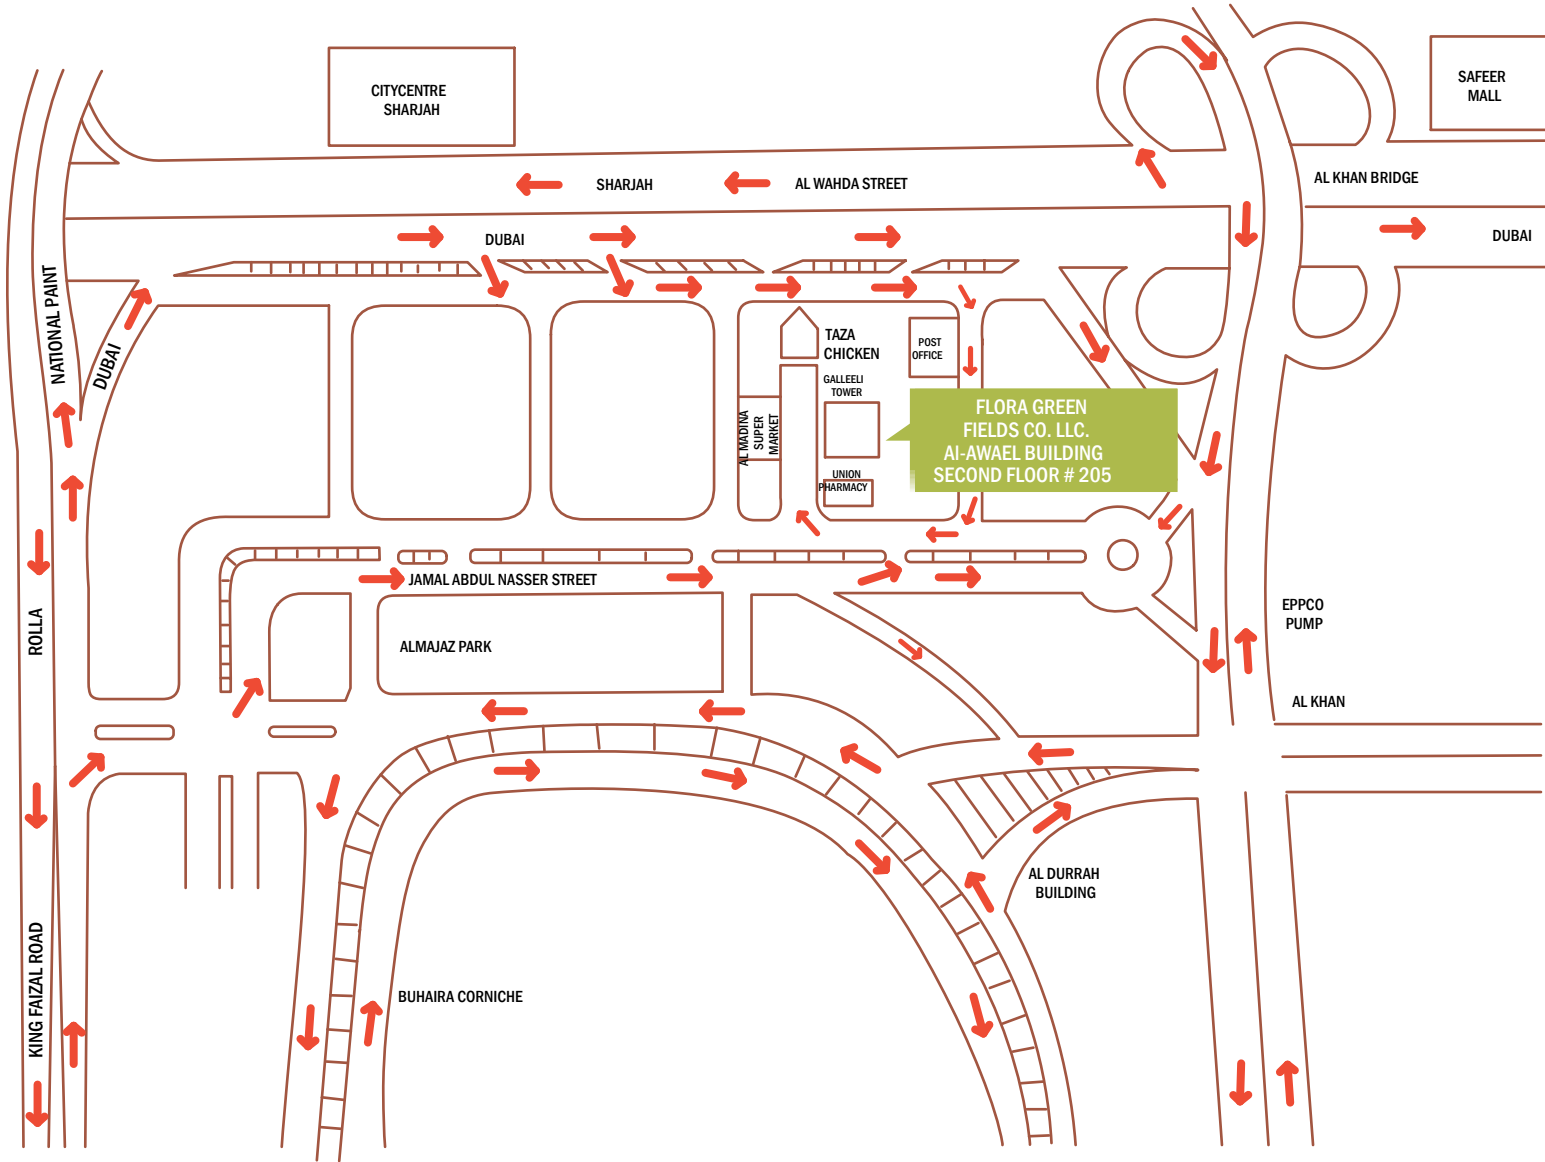 CITYCENTRE
SHARJAH
SAFEER
MALL
SHARJAH
AL WAHDA STREET
AL KHAN BRIDGE
DUBAI
DUBAI
NATIONAL PAINT
DUBAI
TAZA
CHICKEN
POST
OFFICE
GALLEELI
TOWER
AL MADINA
SUPER
MARKET
FLORA GREEN
FIELDS CO. LLC.
Al-AWAEL BUILDING
SECOND FLOOR # 205
UNION
PHARMACY
JAMAL ABDUL NASSER STREET
ROLLA
ALMAJAZ PARK
EPPCO
PUMP
AL KHAN
AL DURRAH
BUILDING
KING FAIZAL ROAD
BUHAIRA CORNICHE